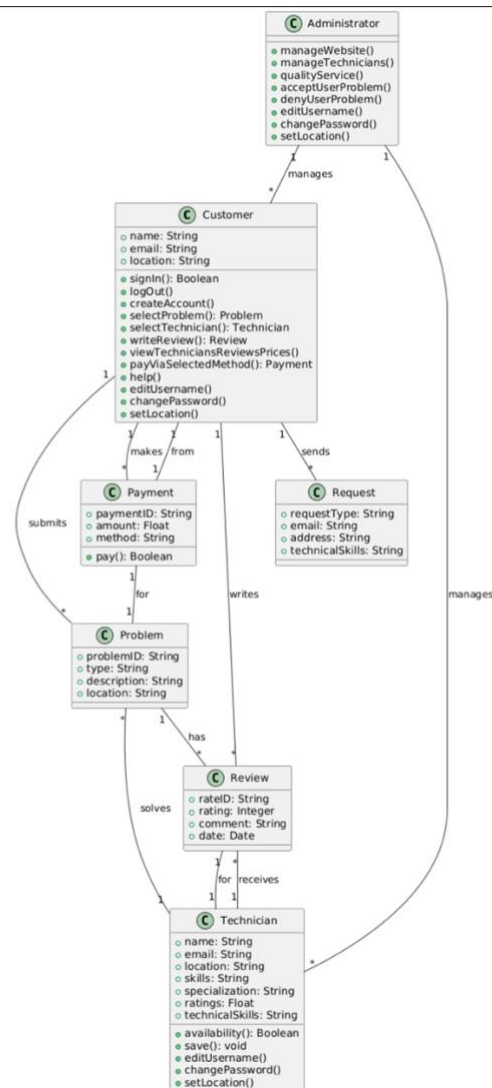 C Administrator
manageWebsite()
manageTechnicians()
qualityService()
acceptUserProblem()
denyUserProblem()
editUsername()
changePassword()
setLocation()
1
1
manages
*
C Customer
name: String
email: String
location: String
signIn(): Boolean
logOut()
createAccount()
selectProblem(): Problem
selectTechnician(): Technician
writeReview(): Review
viewTechniciansReviewsPrices()
payViaSelectedMethod(): Payment
help()
editUsername()
changePassword()
setLocation()
1
1
1
1
1
makes
from
sends
*
1
*
C Payment
paymentID: String
amount: Float
method: String
pay(): Boolean
C Request
requestType: String
email: String
address: String
technicalSkills: String
submits
1
for
1
writes
manages
*
C Problem
problemID: String
type: String
description: String
location: String
*
1
has
*
*
C Review
rateID: String
rating: Integer
comment: String
date: Date
solves
1
*
for
receives
1
1
1
*
C Technician
name: String
email: String
location: String
skills: String
specialization: String
ratings: Float
technicalSkills: String
availability(): Boolean
save(): void
editUsername()
changePassword()
setLocation()